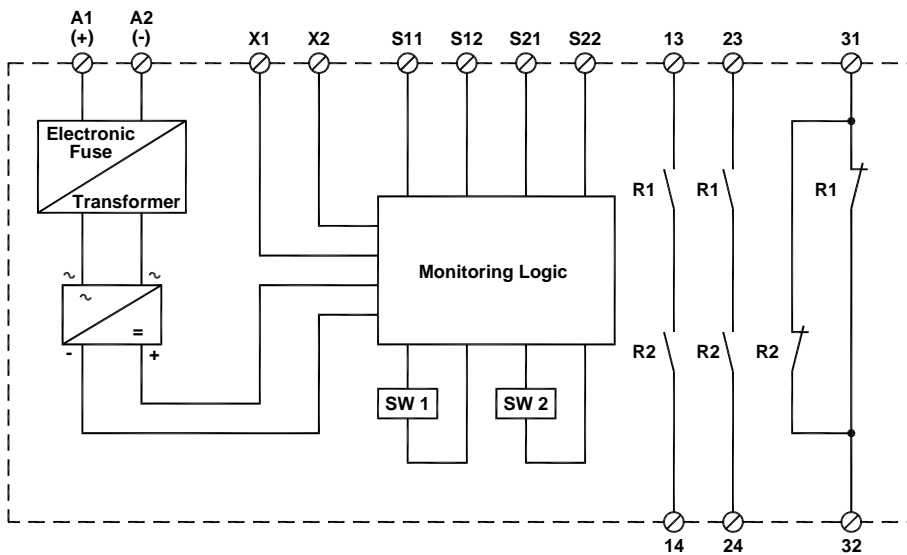 A1 A2
(+) (-) X1 X2 S11 S12 S21 S22 13 23 31
Electronic
Fuse
Transformer
R1 R1 R1
~ ~
~
Monitoring Logic
=
- +
R2 R2 R2
SW 1 SW 2
14 24 32